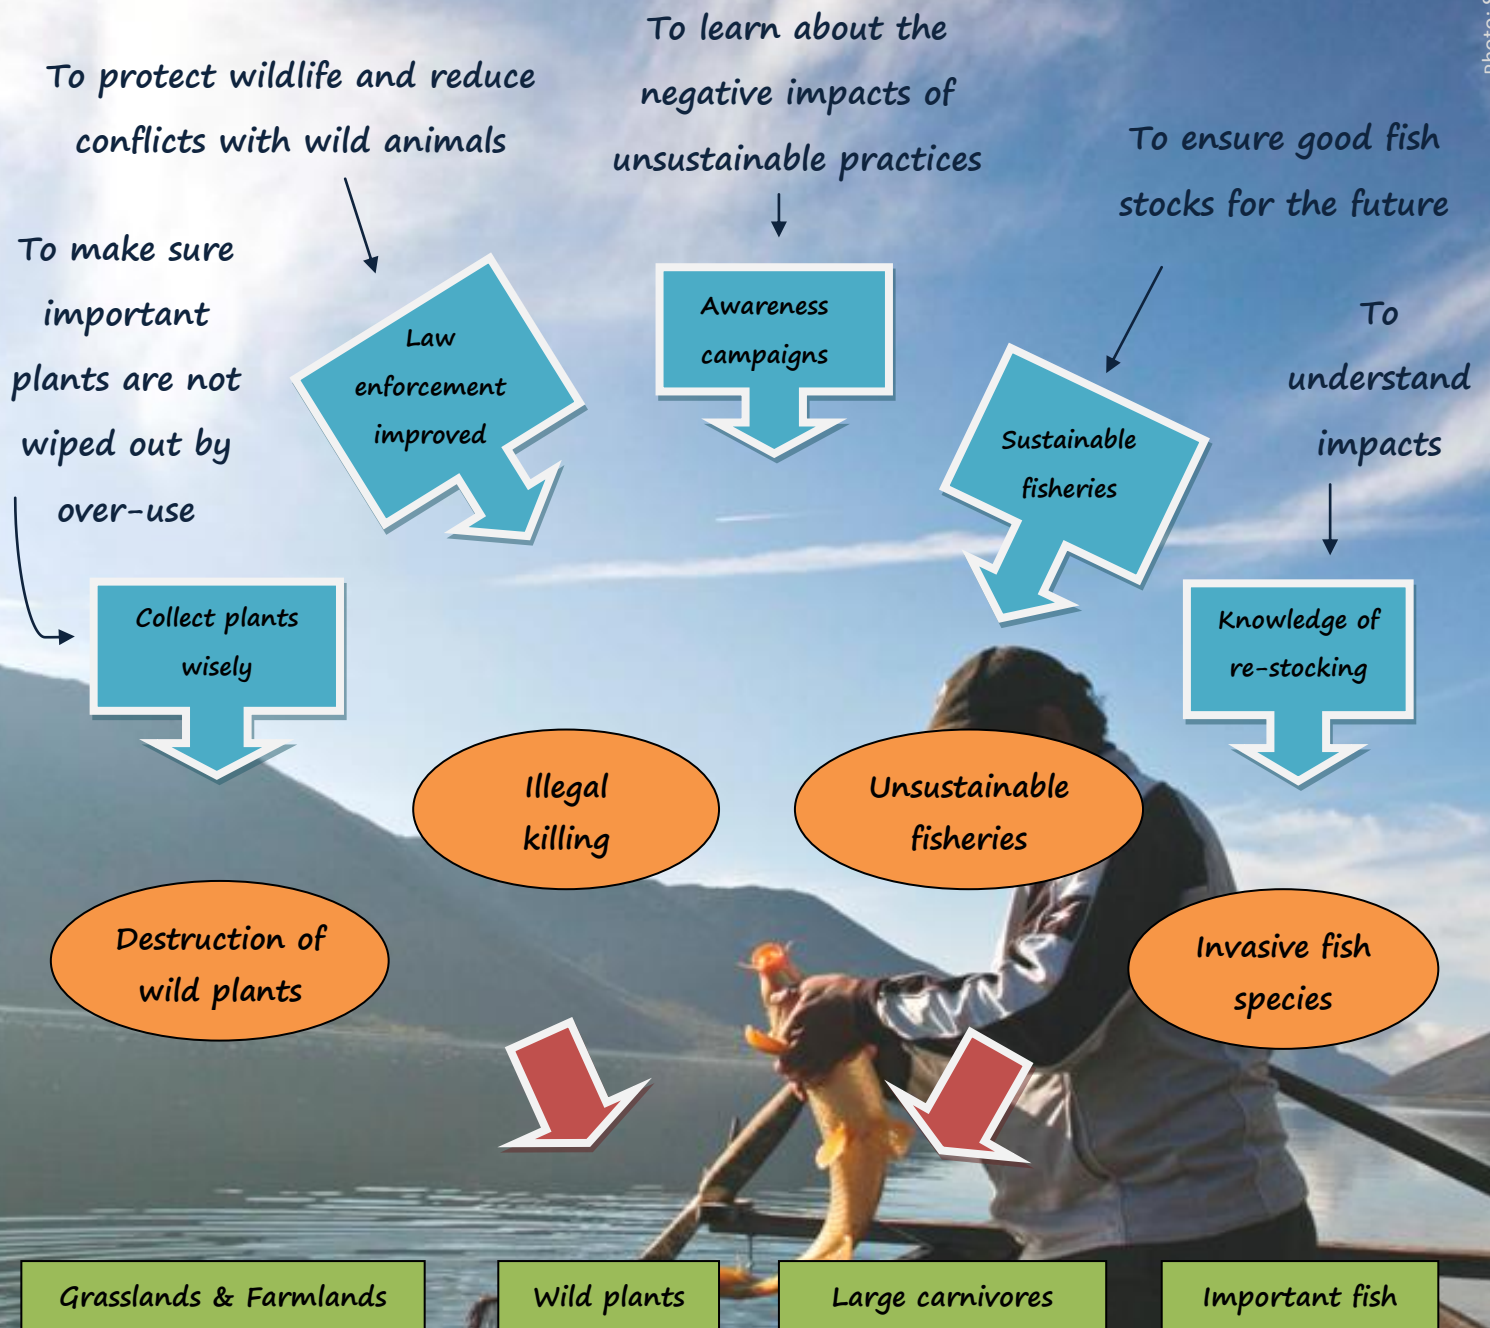 To learn about the
negative impacts of
unsustainable practices
To protect wildlife and reduce
conflicts with wild animals
To ensure good fish
stocks for the future
To make sure
important
plants are not
wiped out by
over-use
To
understand
impacts
Law
enforcement
improved
Awareness
campaigns
Sustainable
fisheries
Collect plants
wisely
Knowledge of
re-stocking
Illegal
killing
Unsustainable
fisheries
Destruction of
wild plants
Invasive fish
species
Grasslands & Farmlands
Wild plants
Large carnivores
Important fish